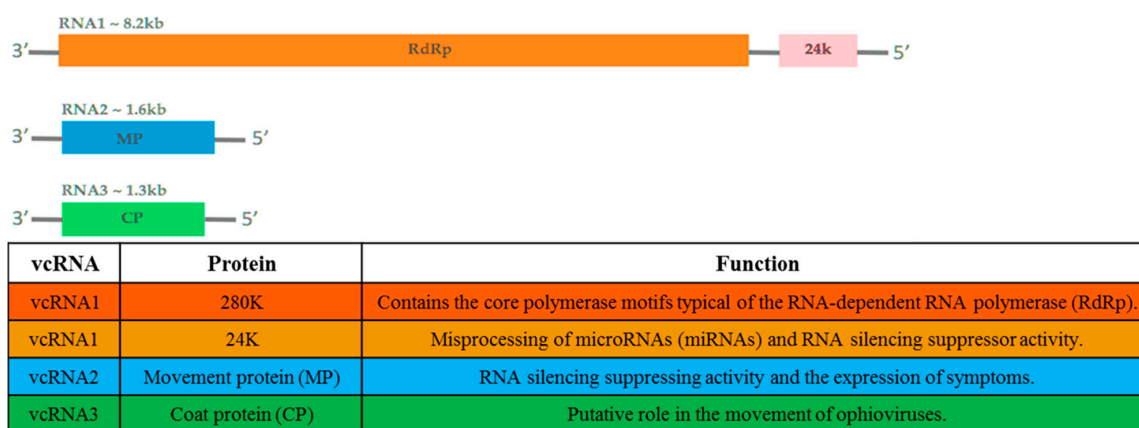 RNA1 ~ 8.2kb
3′ RdRp 24k 5′
RNA2 ~ 1.6kb
3′ MP 5′
RNA3 ~ 1.3kb
3′ CP 5′
vcRNA Protein Function
vcRNA1 280K Contains the core polymerase motifs typical of the RNA-dependent RNA polymerase (RdRp).
vcRNA1 24K Misprocessing of microRNAs (miRNAs) and RNA silencing suppressor activity.
vcRNA2 Movement protein (MP) RNA silencing suppressing activity and the expression of symptoms.
vcRNA3 Coat protein (CP) Putative role in the movement of ophioviruses.